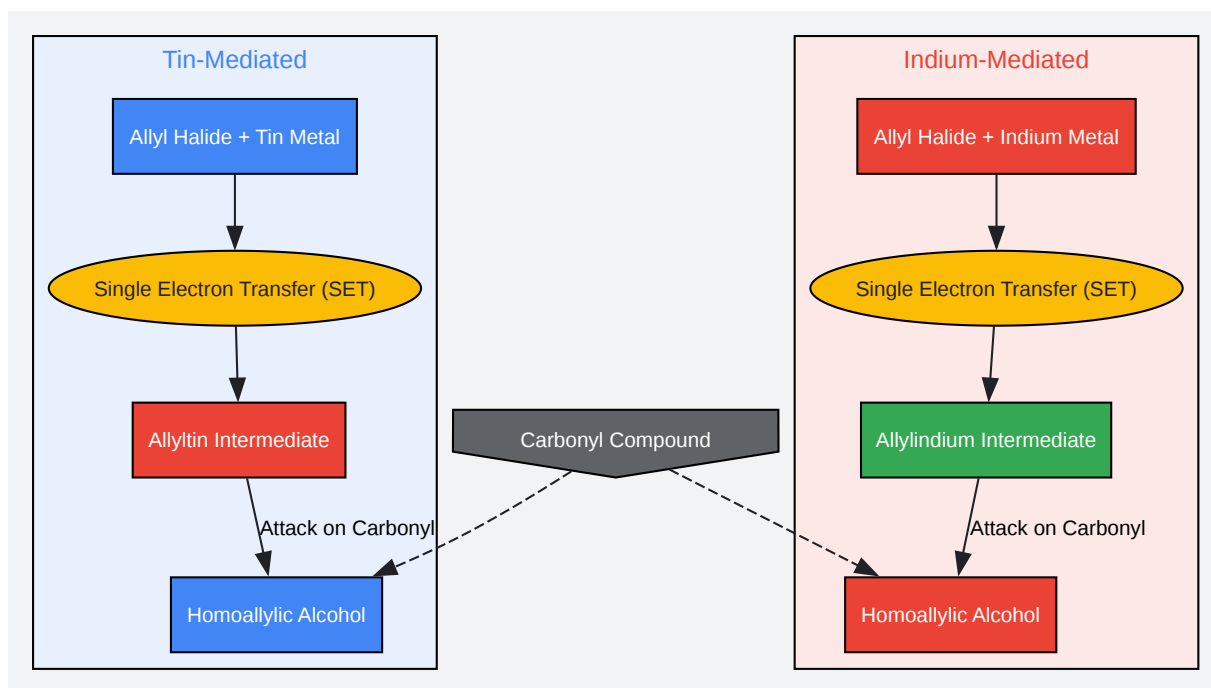 Tin-Mediated
Allyl Halide + Tin Metal
Single Electron Transfer (SET)
Allyltin Intermediate
Attack on Carbonyl
Homoallylic Alcohol
Carbonyl Compound
Indium-Mediated
Allyl Halide + Indium Metal
Single Electron Transfer (SET)
Allylindium Intermediate
Attack on Carbonyl
Homoallylic Alcohol